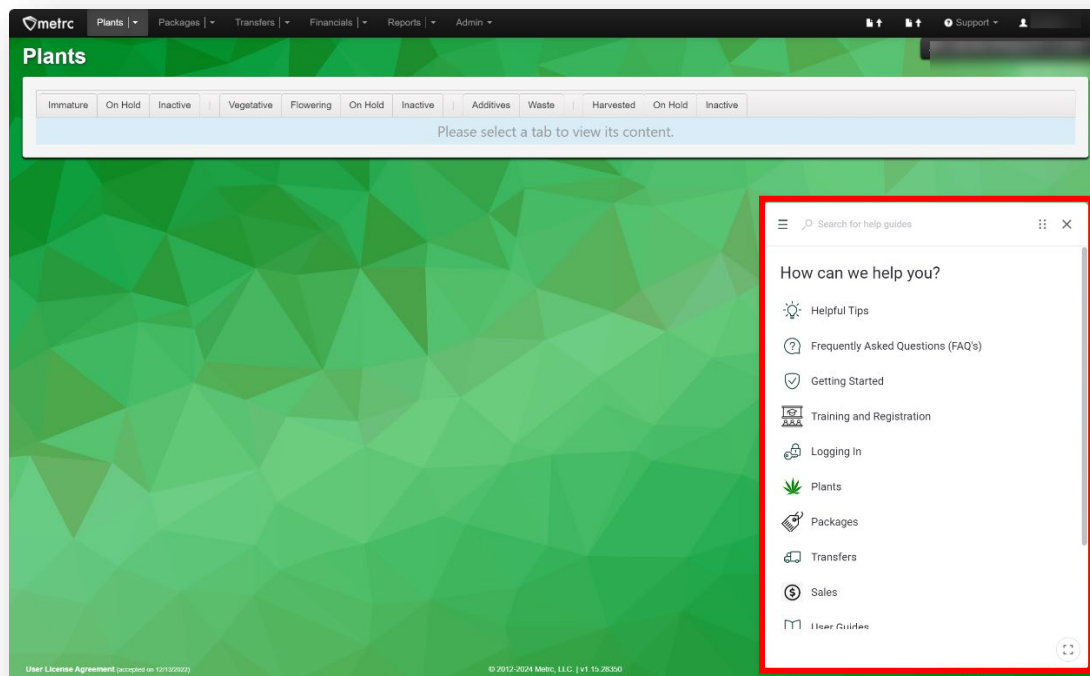 metrc Plants Packages Transfers Financials Reports Admin Support
Plants
Immature On Hold Inactive Vegetative Flowering On Hold Inactive Additives Waste Harvested On Hold Inactive
Please select a tab to view its content.
Search for help guides
How can we help you?
Helpful Tips
Frequently Asked Questions (FAQ's)
Getting Started
Training and Registration
Logging In
Plants
Packages
Transfers
Sales
User Guides
User License Agreement (accepted on 12/13/2022) © 2012-2024 Metrc, LLC. | v1.15.28350